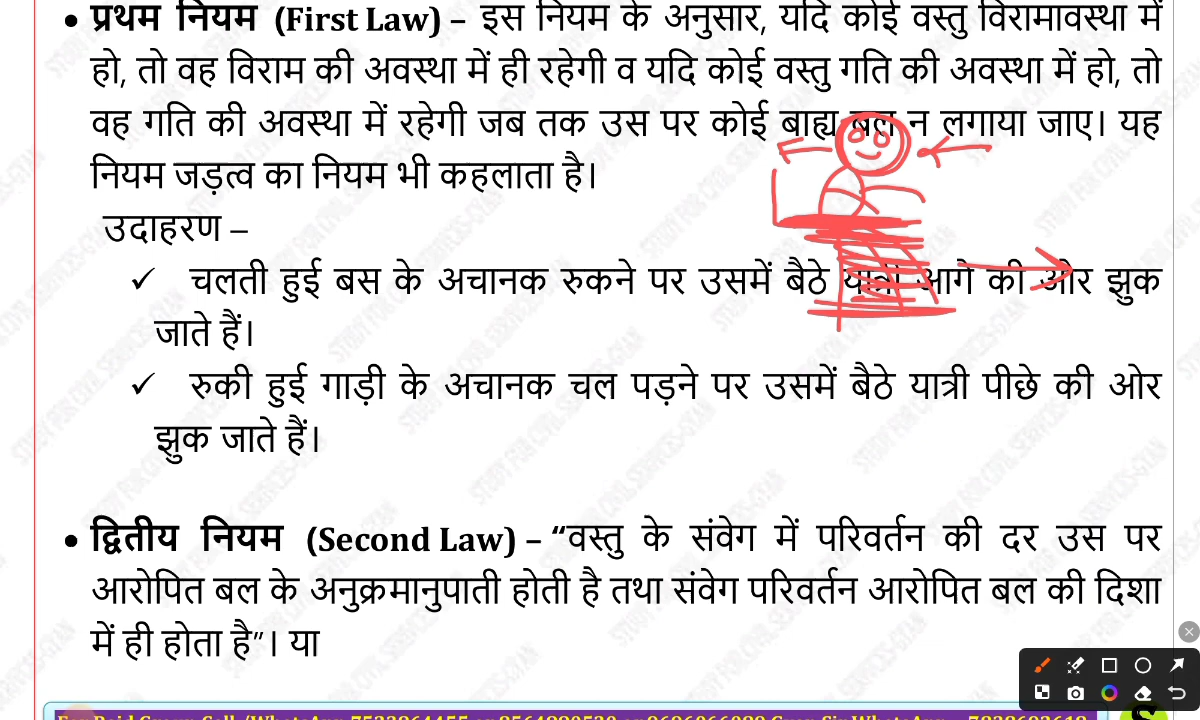 • प्रथम नियम (First Law) – इस नियम के अनुसार, यदि कोई वस्तु विरामावस्था में
हो, तो वह विराम की अवस्था में ही रहेगी व यदि कोई वस्तु गति की अवस्था में हो, तो
वह गति की अवस्था में रहेगी जब तक उस पर कोई बाह्य बल न लगाया जाए। यह
नियम जड़त्व का नियम भी कहलाता है।
उदाहरण –
✓ चलती हुई बस के अचानक रुकने पर उसमें बैठे यात्री आगे की ओर झुक
जाते हैं।
✓ रुकी हुई गाड़ी के अचानक चल पड़ने पर उसमें बैठे यात्री पीछे की ओर
झुक जाते हैं।
• द्वितीय नियम (Second Law) – “वस्तु के संवेग में परिवर्तन की दर उस पर
आरोपित बल के अनुक्रमानुपाती होती है तथा संवेग परिवर्तन आरोपित बल की दिशा
में ही होता है”। या